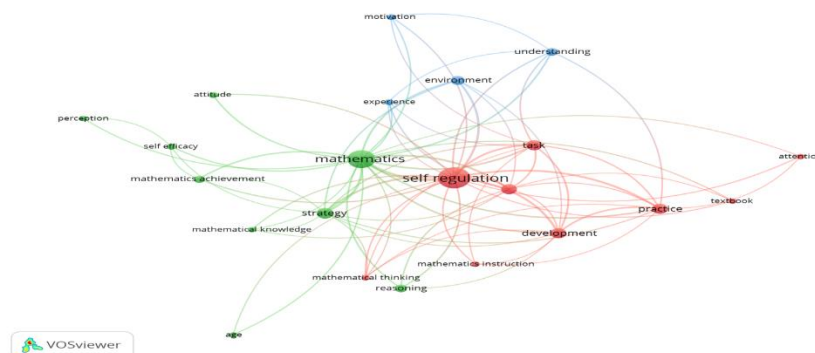 motivation
understanding
environment
attitude
experience
perception
self efficacy
task
mathematics
attention
mathematics achievement
self regulation
textbook
strategy
practice
mathematical knowledge
development
mathematics instruction
mathematical thinking
reasoning
age
VOSviewer